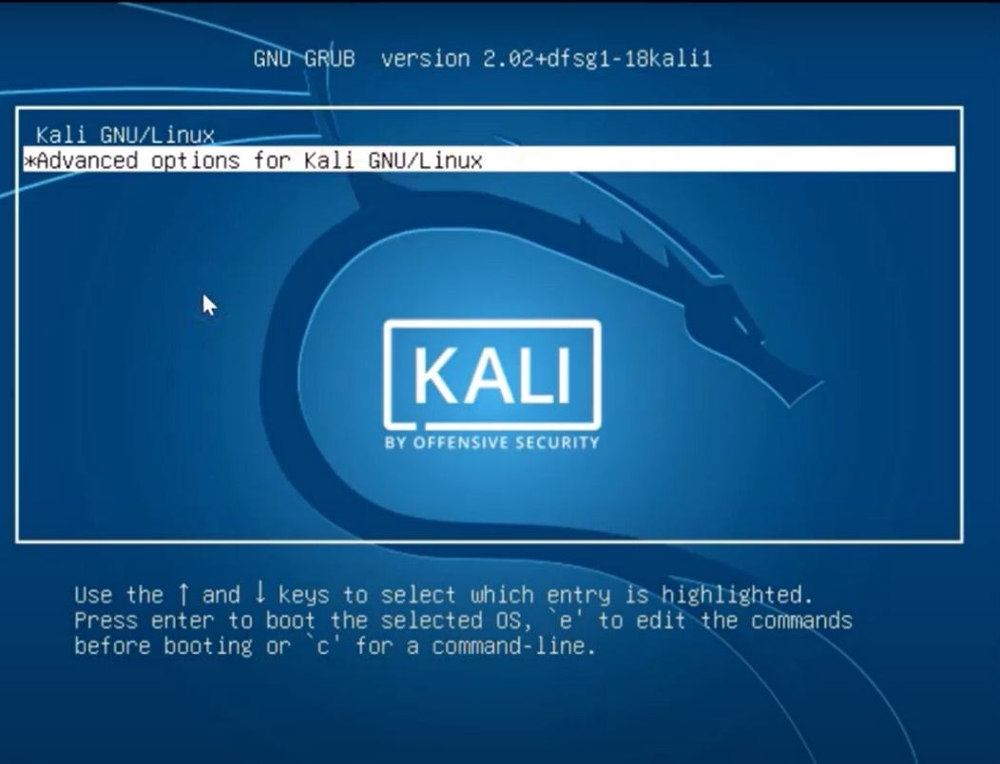 GNU GRUB  version 2.02+dfsg1-18kali1
Kali GNU/Linux
*Advanced options for Kali GNU/Linux
KALI
BY OFFENSIVE SECURITY
Use the ↑ and ↓ keys to select which entry is highlighted.
Press enter to boot the selected OS, `e' to edit the commands
before booting or `c' for a command-line.